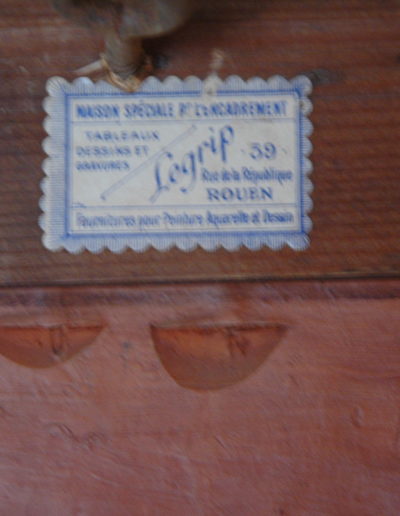 MAISON SPÉCIALE PR L'ENCADREMENT
TABLEAUX
DESSINS ET
GRAVURES
Legrip
59
Rue de la République
ROUEN
Fournitures pour Peinture Aquarelle et Dessin